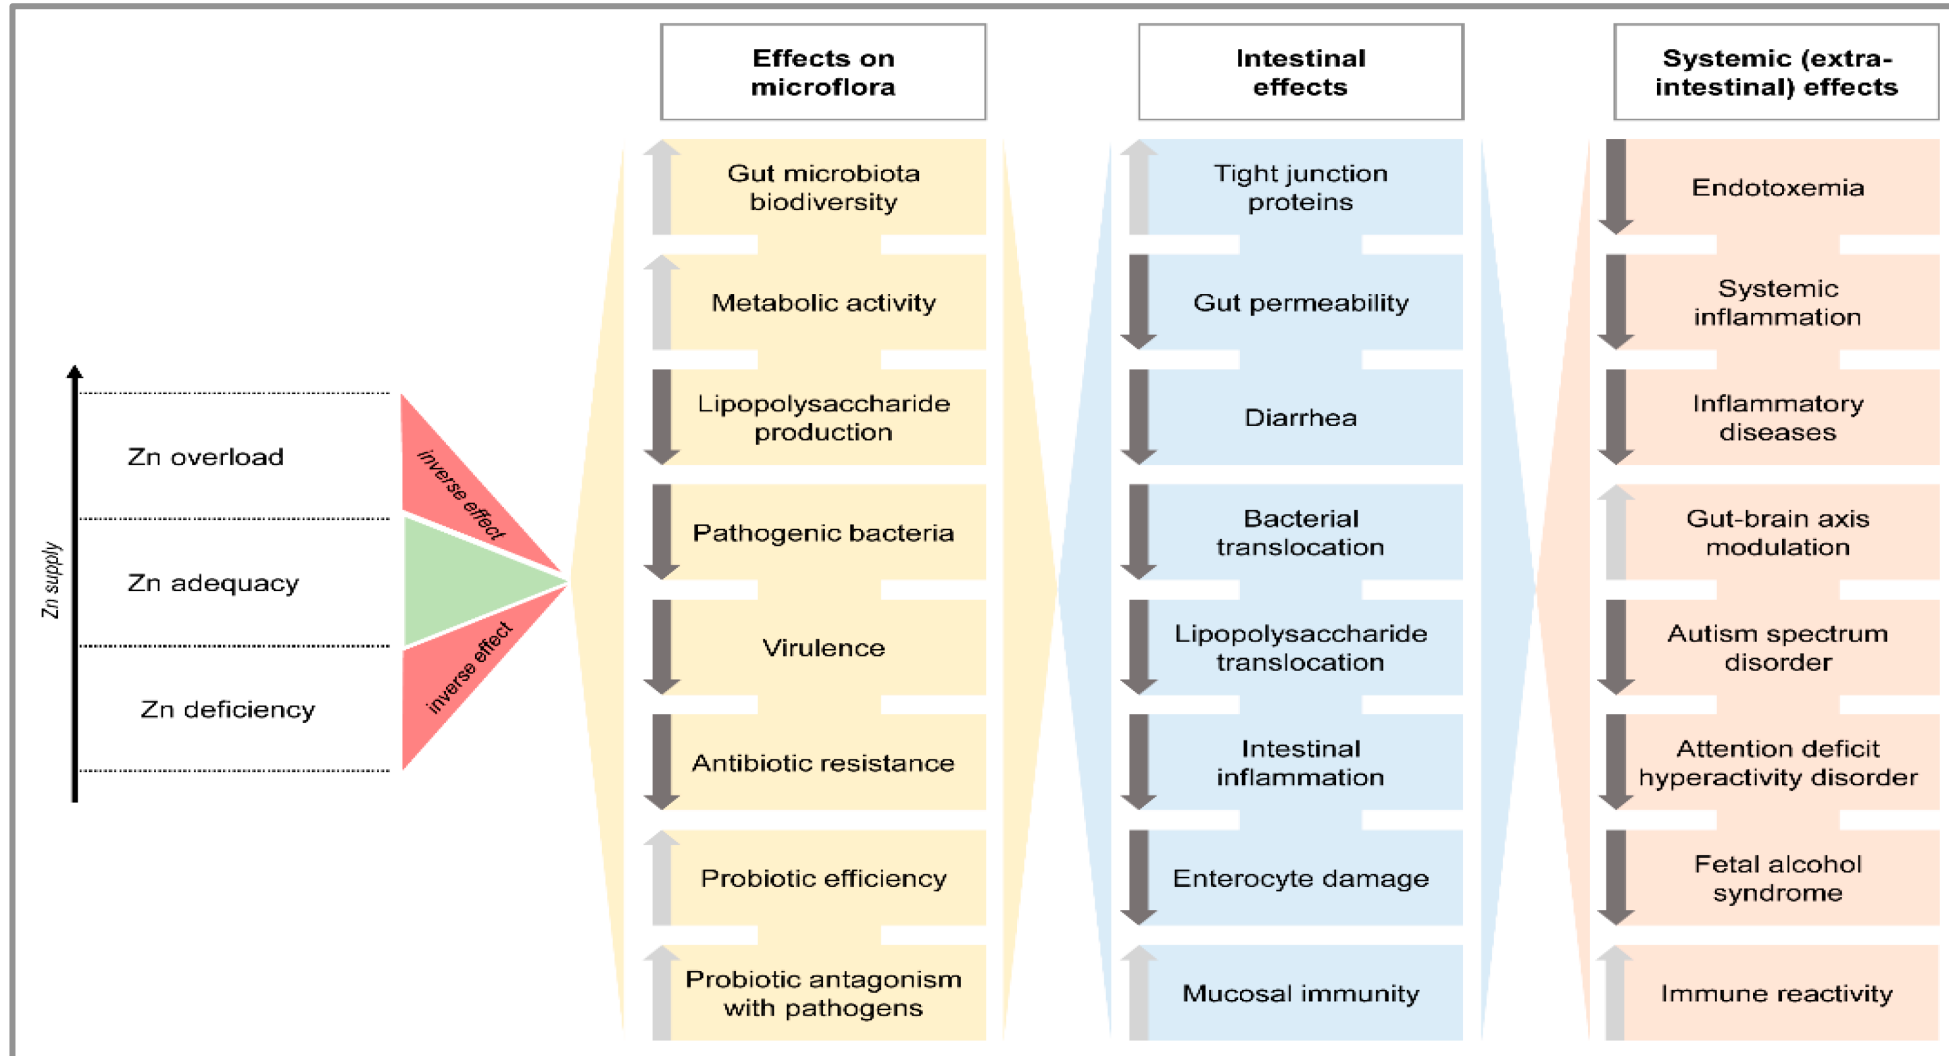 Effects on
microflora
Intestinal
effects
Systemic (extra-
intestinal) effects
Zn supply
Zn overload
Zn adequacy
Zn deficiency
inverse effect
inverse effect
Gut microbiota
biodiversity
Metabolic activity
Lipopolysaccharide
production
Pathogenic bacteria
Virulence
Antibiotic resistance
Probiotic efficiency
Probiotic antagonism
with pathogens
Tight junction
proteins
Gut permeability
Diarrhea
Bacterial
translocation
Lipopolysaccharide
translocation
Intestinal
inflammation
Enterocyte damage
Mucosal immunity
Endotoxemia
Systemic
inflammation
Inflammatory
diseases
Gut-brain axis
modulation
Autism spectrum
disorder
Attention deficit
hyperactivity disorder
Fetal alcohol
syndrome
Immune reactivity